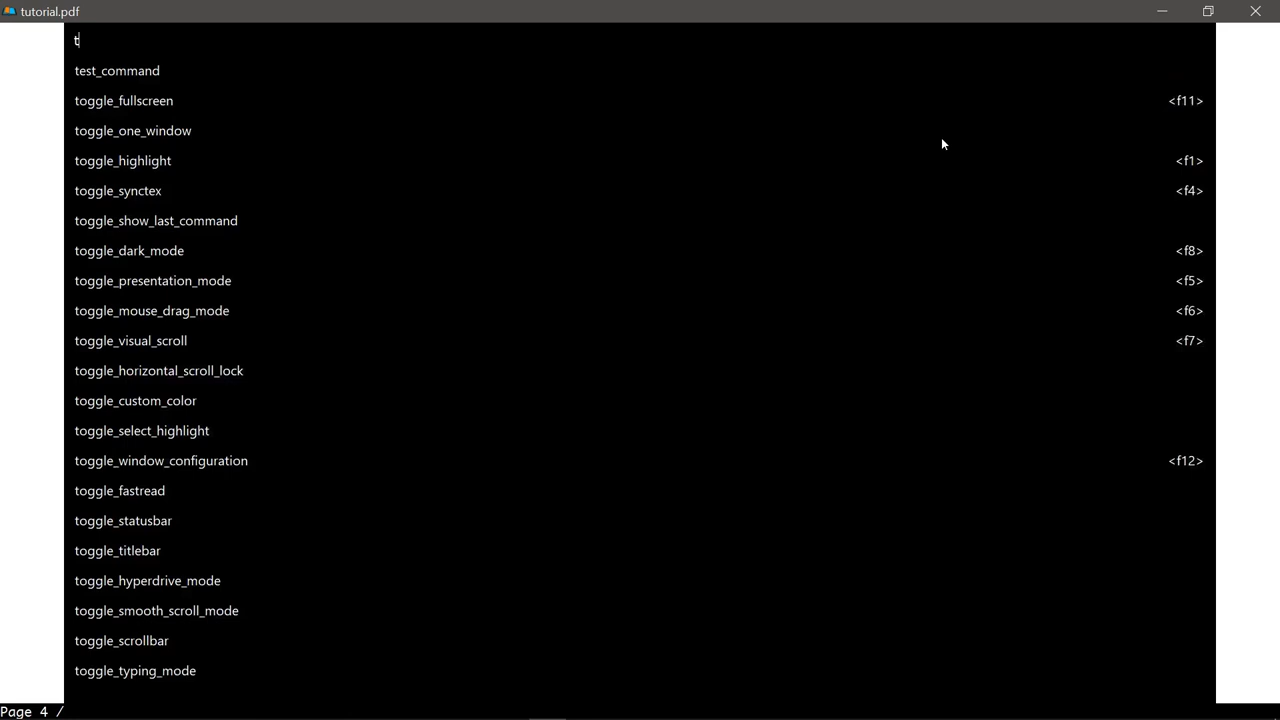 tutorial.pdf
t
test_command
toggle_fullscreen <f11>
toggle_one_window
toggle_highlight <f1>
toggle_synctex <f4>
toggle_show_last_command
toggle_dark_mode <f8>
toggle_presentation_mode <f5>
toggle_mouse_drag_mode <f6>
toggle_visual_scroll <f7>
toggle_horizontal_scroll_lock
toggle_custom_color
toggle_select_highlight
toggle_window_configuration <f12>
toggle_fastread
toggle_statusbar
toggle_titlebar
toggle_hyperdrive_mode
toggle_smooth_scroll_mode
toggle_scrollbar
toggle_typing_mode
Page 4 /